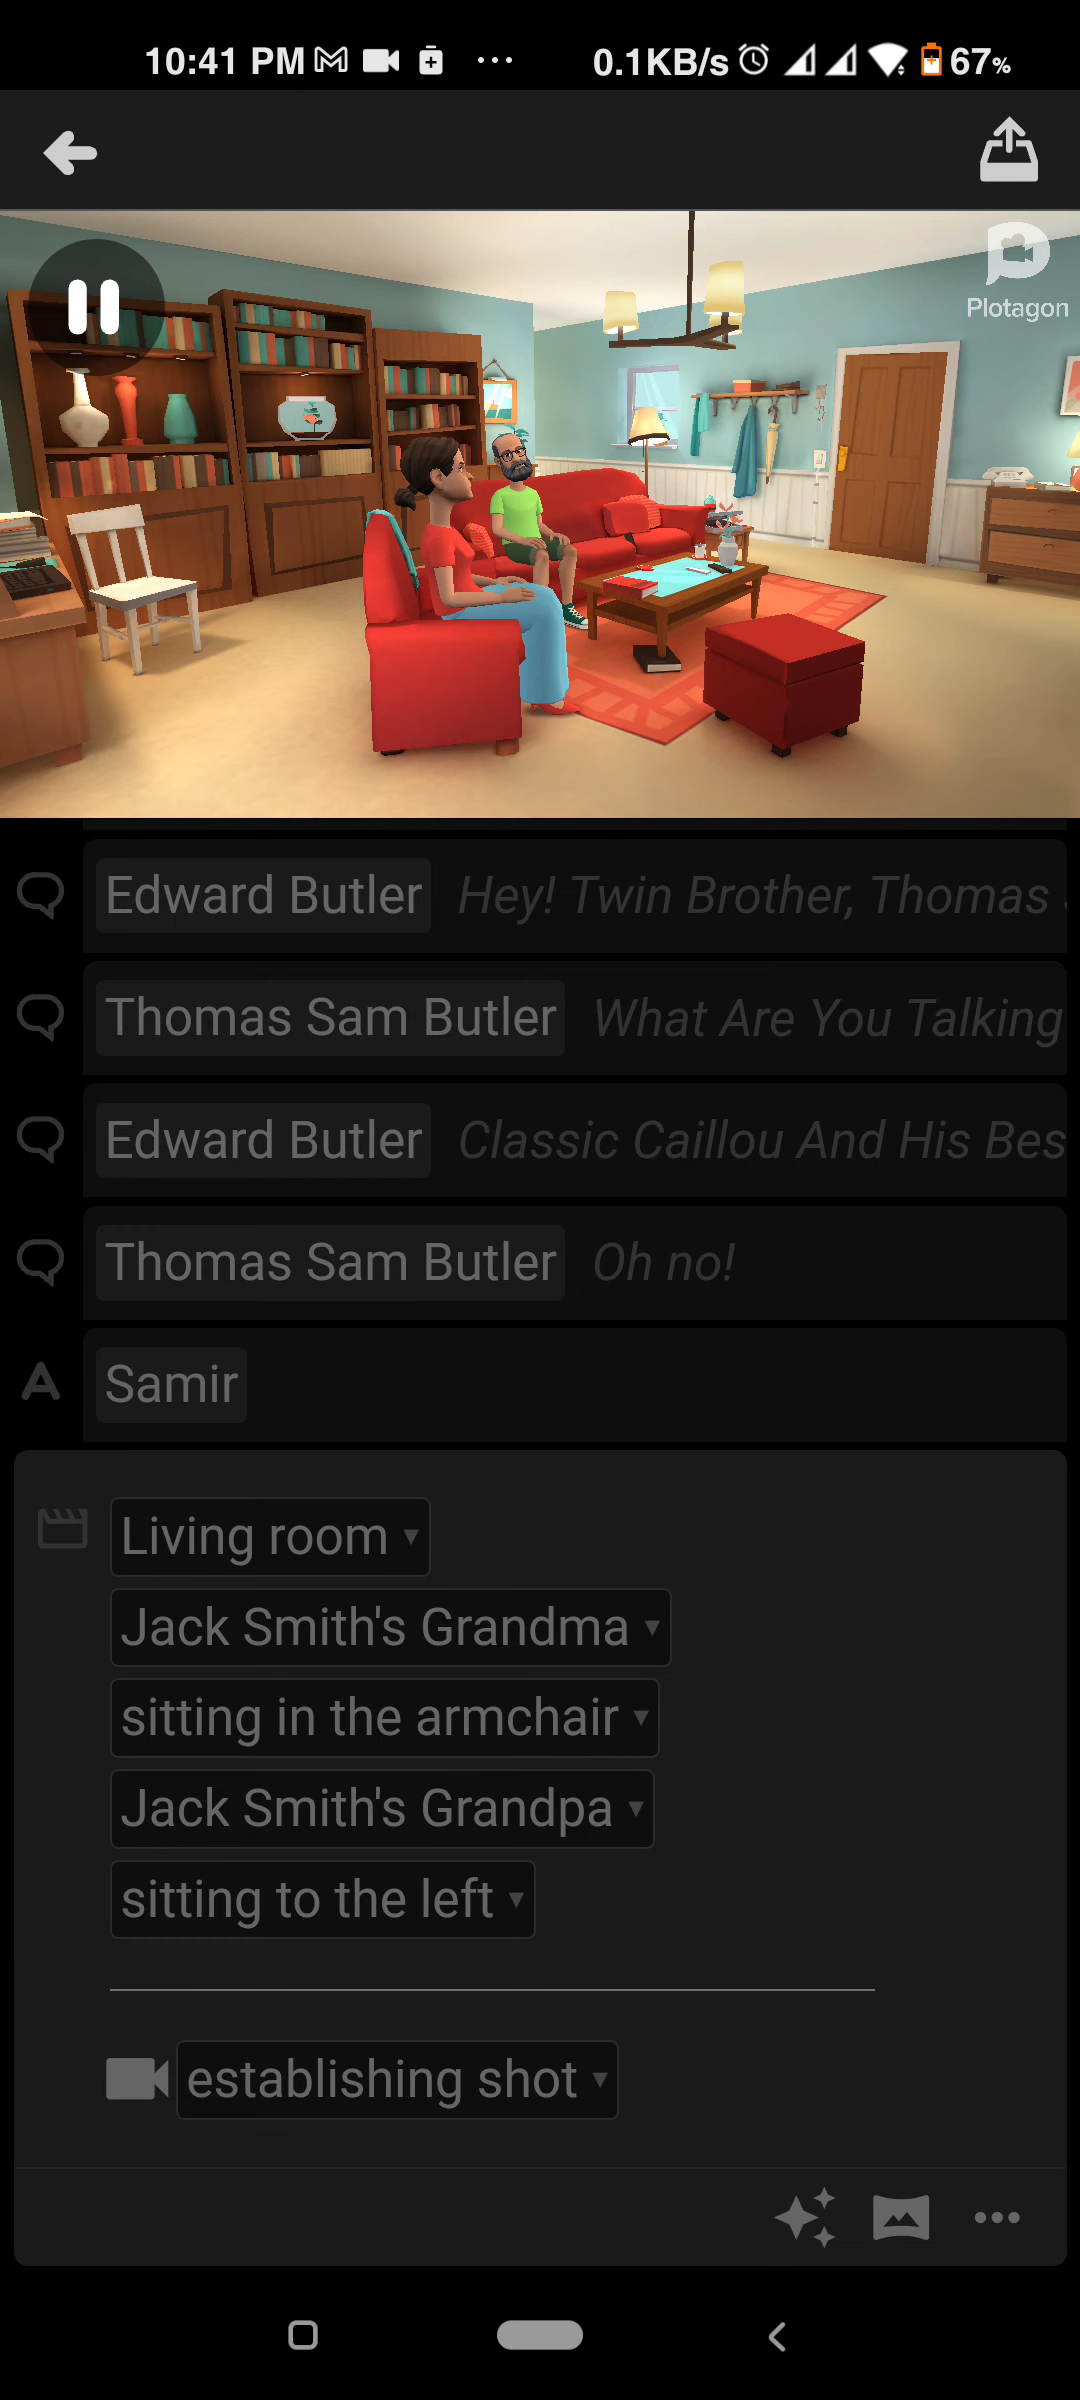 10:41 PM 0.1KB/s 67%
Plotagon
Edward Butler Hey! Twin Brother, Thomas
Thomas Sam Butler What Are You Talking
Edward Butler Classic Caillou And His Bes
Thomas Sam Butler Oh no!
Samir
Living room
Jack Smith's Grandma
sitting in the armchair
Jack Smith's Grandpa
sitting to the left
establishing shot